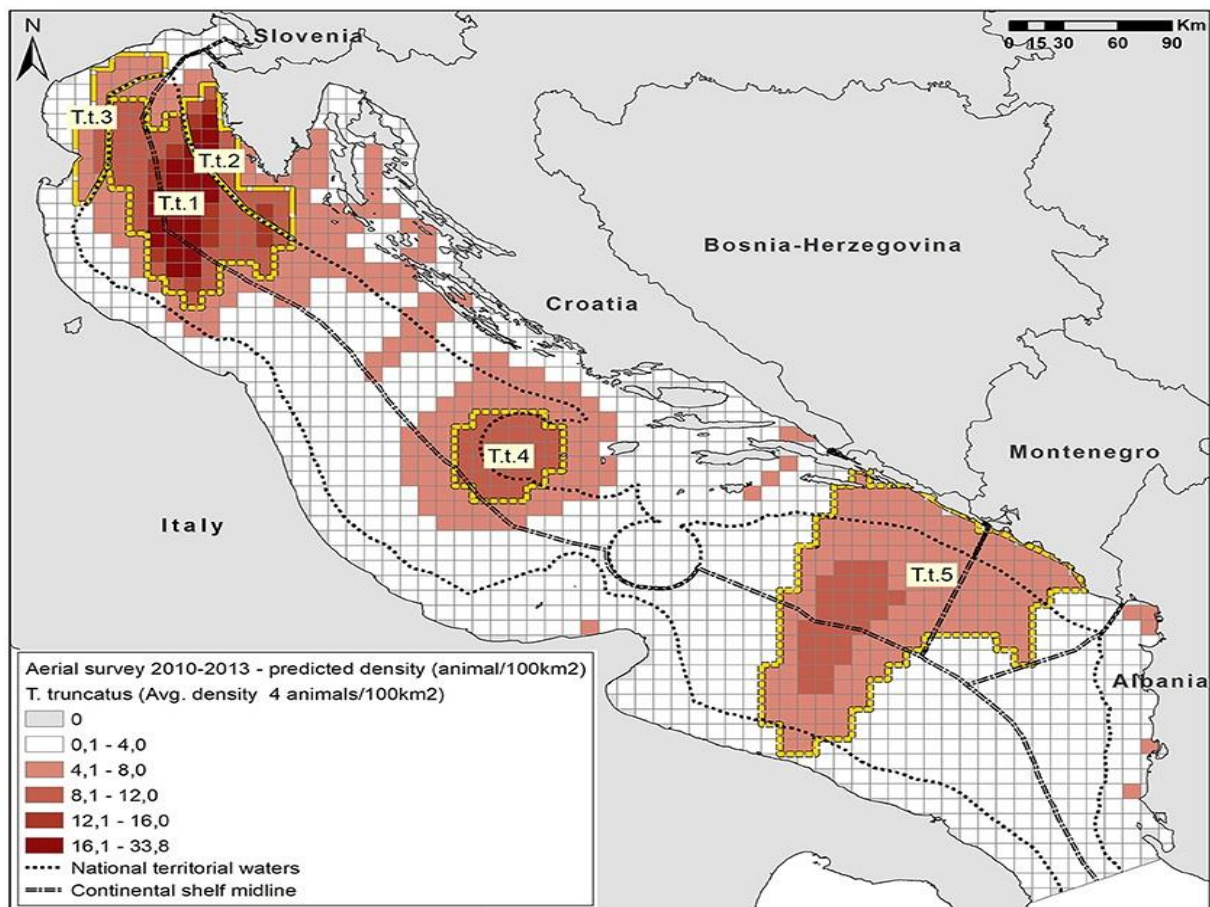 N
Slovenia
Km
0 15 30 60 90
T.t.3
T.t.2
T.t.1
Bosnia-Herzegovina
Croatia
Montenegro
T.t.4
Italy
T.t.5
Albania
Aerial survey 2010-2013 - predicted density (animal/100km2)
T. truncatus (Avg. density 4 animals/100km2)
0
0,1 - 4,0
4,1 - 8,0
8,1 - 12,0
12,1 - 16,0
16,1 - 33,8
National territorial waters
Continental shelf midline